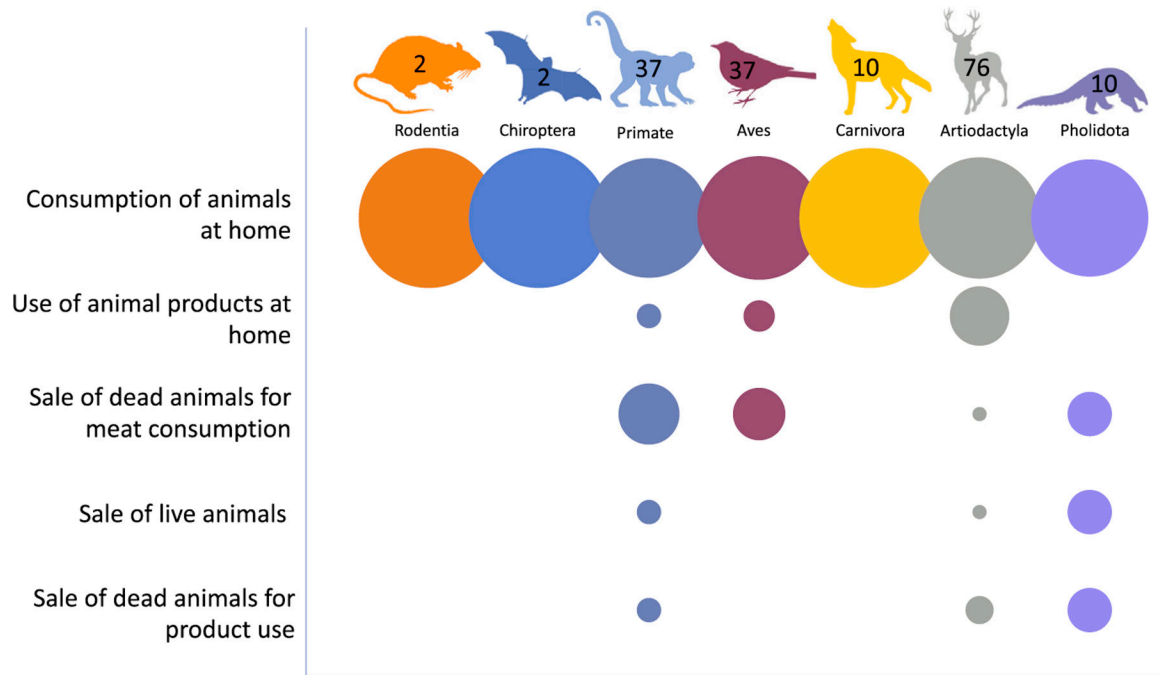 2
2
37
37
10
76
10
Rodentia
Chiroptera
Primate
Aves
Carnivora
Artiodactyla
Pholidota
Consumption of animals
at home
Use of animal products at
home
Sale of dead animals for
meat consumption
Sale of live animals
Sale of dead animals for
product use